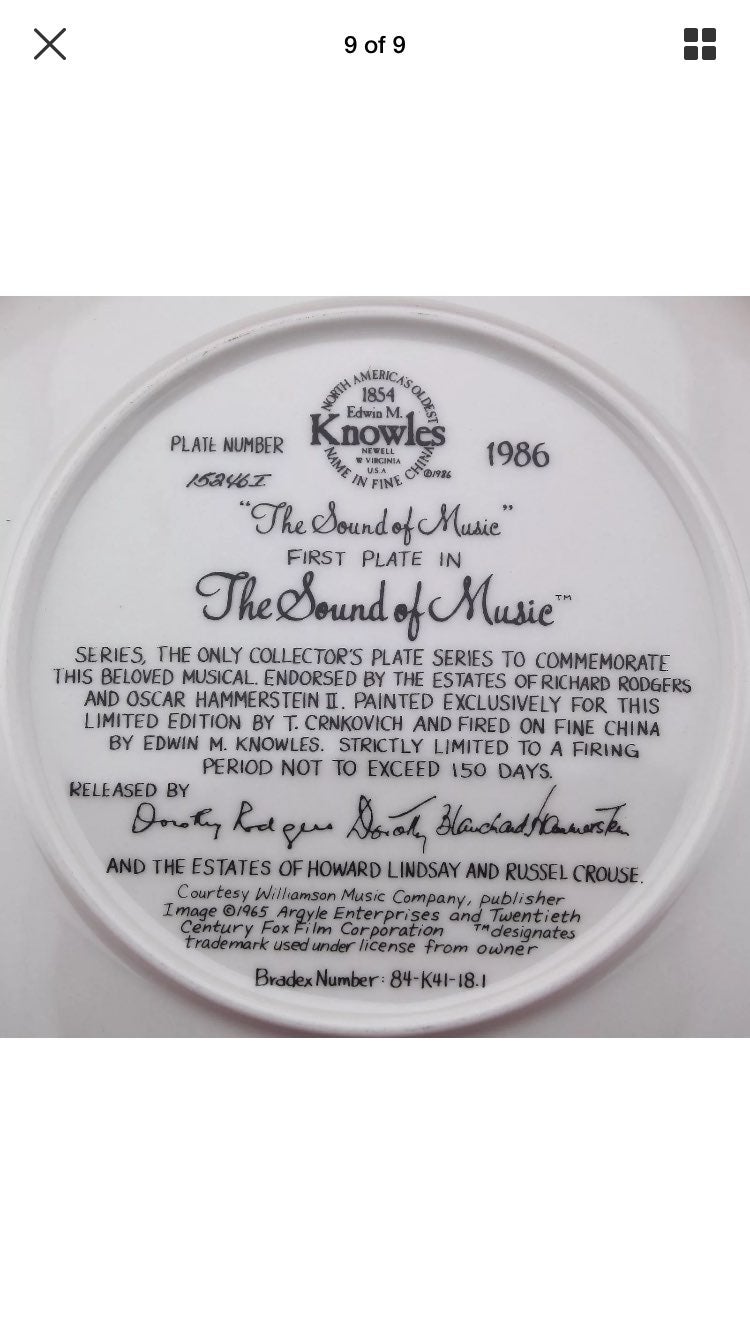 9 of 9
NORTH AMERICA'S OLDEST
1854
Edwin M.
Knowles
NEWELL
W VIRGINIA
U.S.A
NAME IN FINE CHINA
©1986
PLATE NUMBER
15246I
1986
"The Sound of Music"
FIRST PLATE IN
The Sound of Music™
SERIES, THE ONLY COLLECTOR'S PLATE SERIES TO COMMEMORATE
THIS BELOVED MUSICAL. ENDORSED BY THE ESTATES OF RICHARD RODGERS
AND OSCAR HAMMERSTEIN II. PAINTED EXCLUSIVELY FOR THIS
LIMITED EDITION BY T. CRNKOVICH AND FIRED ON FINE CHINA
BY EDWIN M. KNOWLES. STRICTLY LIMITED TO A FIRING
PERIOD NOT TO EXCEED 150 DAYS.
RELEASED BY
Dorothy Rodgers Dorothy Blanchard Hammerstein
AND THE ESTATES OF HOWARD LINDSAY AND RUSSEL CROUSE.
Courtesy Williamson Music Company, publisher
Image ©1965 Argyle Enterprises and Twentieth
Century Fox Film Corporation ™designates
trademark used under license from owner
Bradex Number: 84-K41-18.1